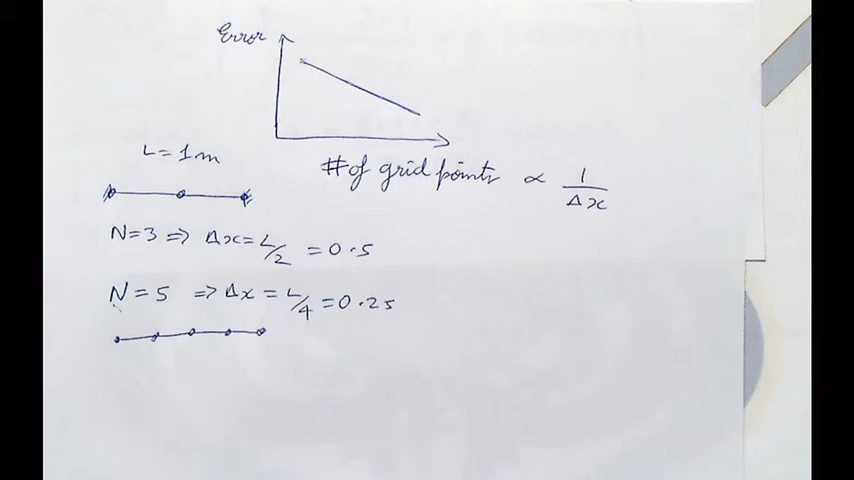 Error
# of grid points ∝ 1/Δx
L = 1m
N=3 ⇒ Δx = L/2 = 0.5
N = 5 ⇒ Δx = L/4 = 0.25